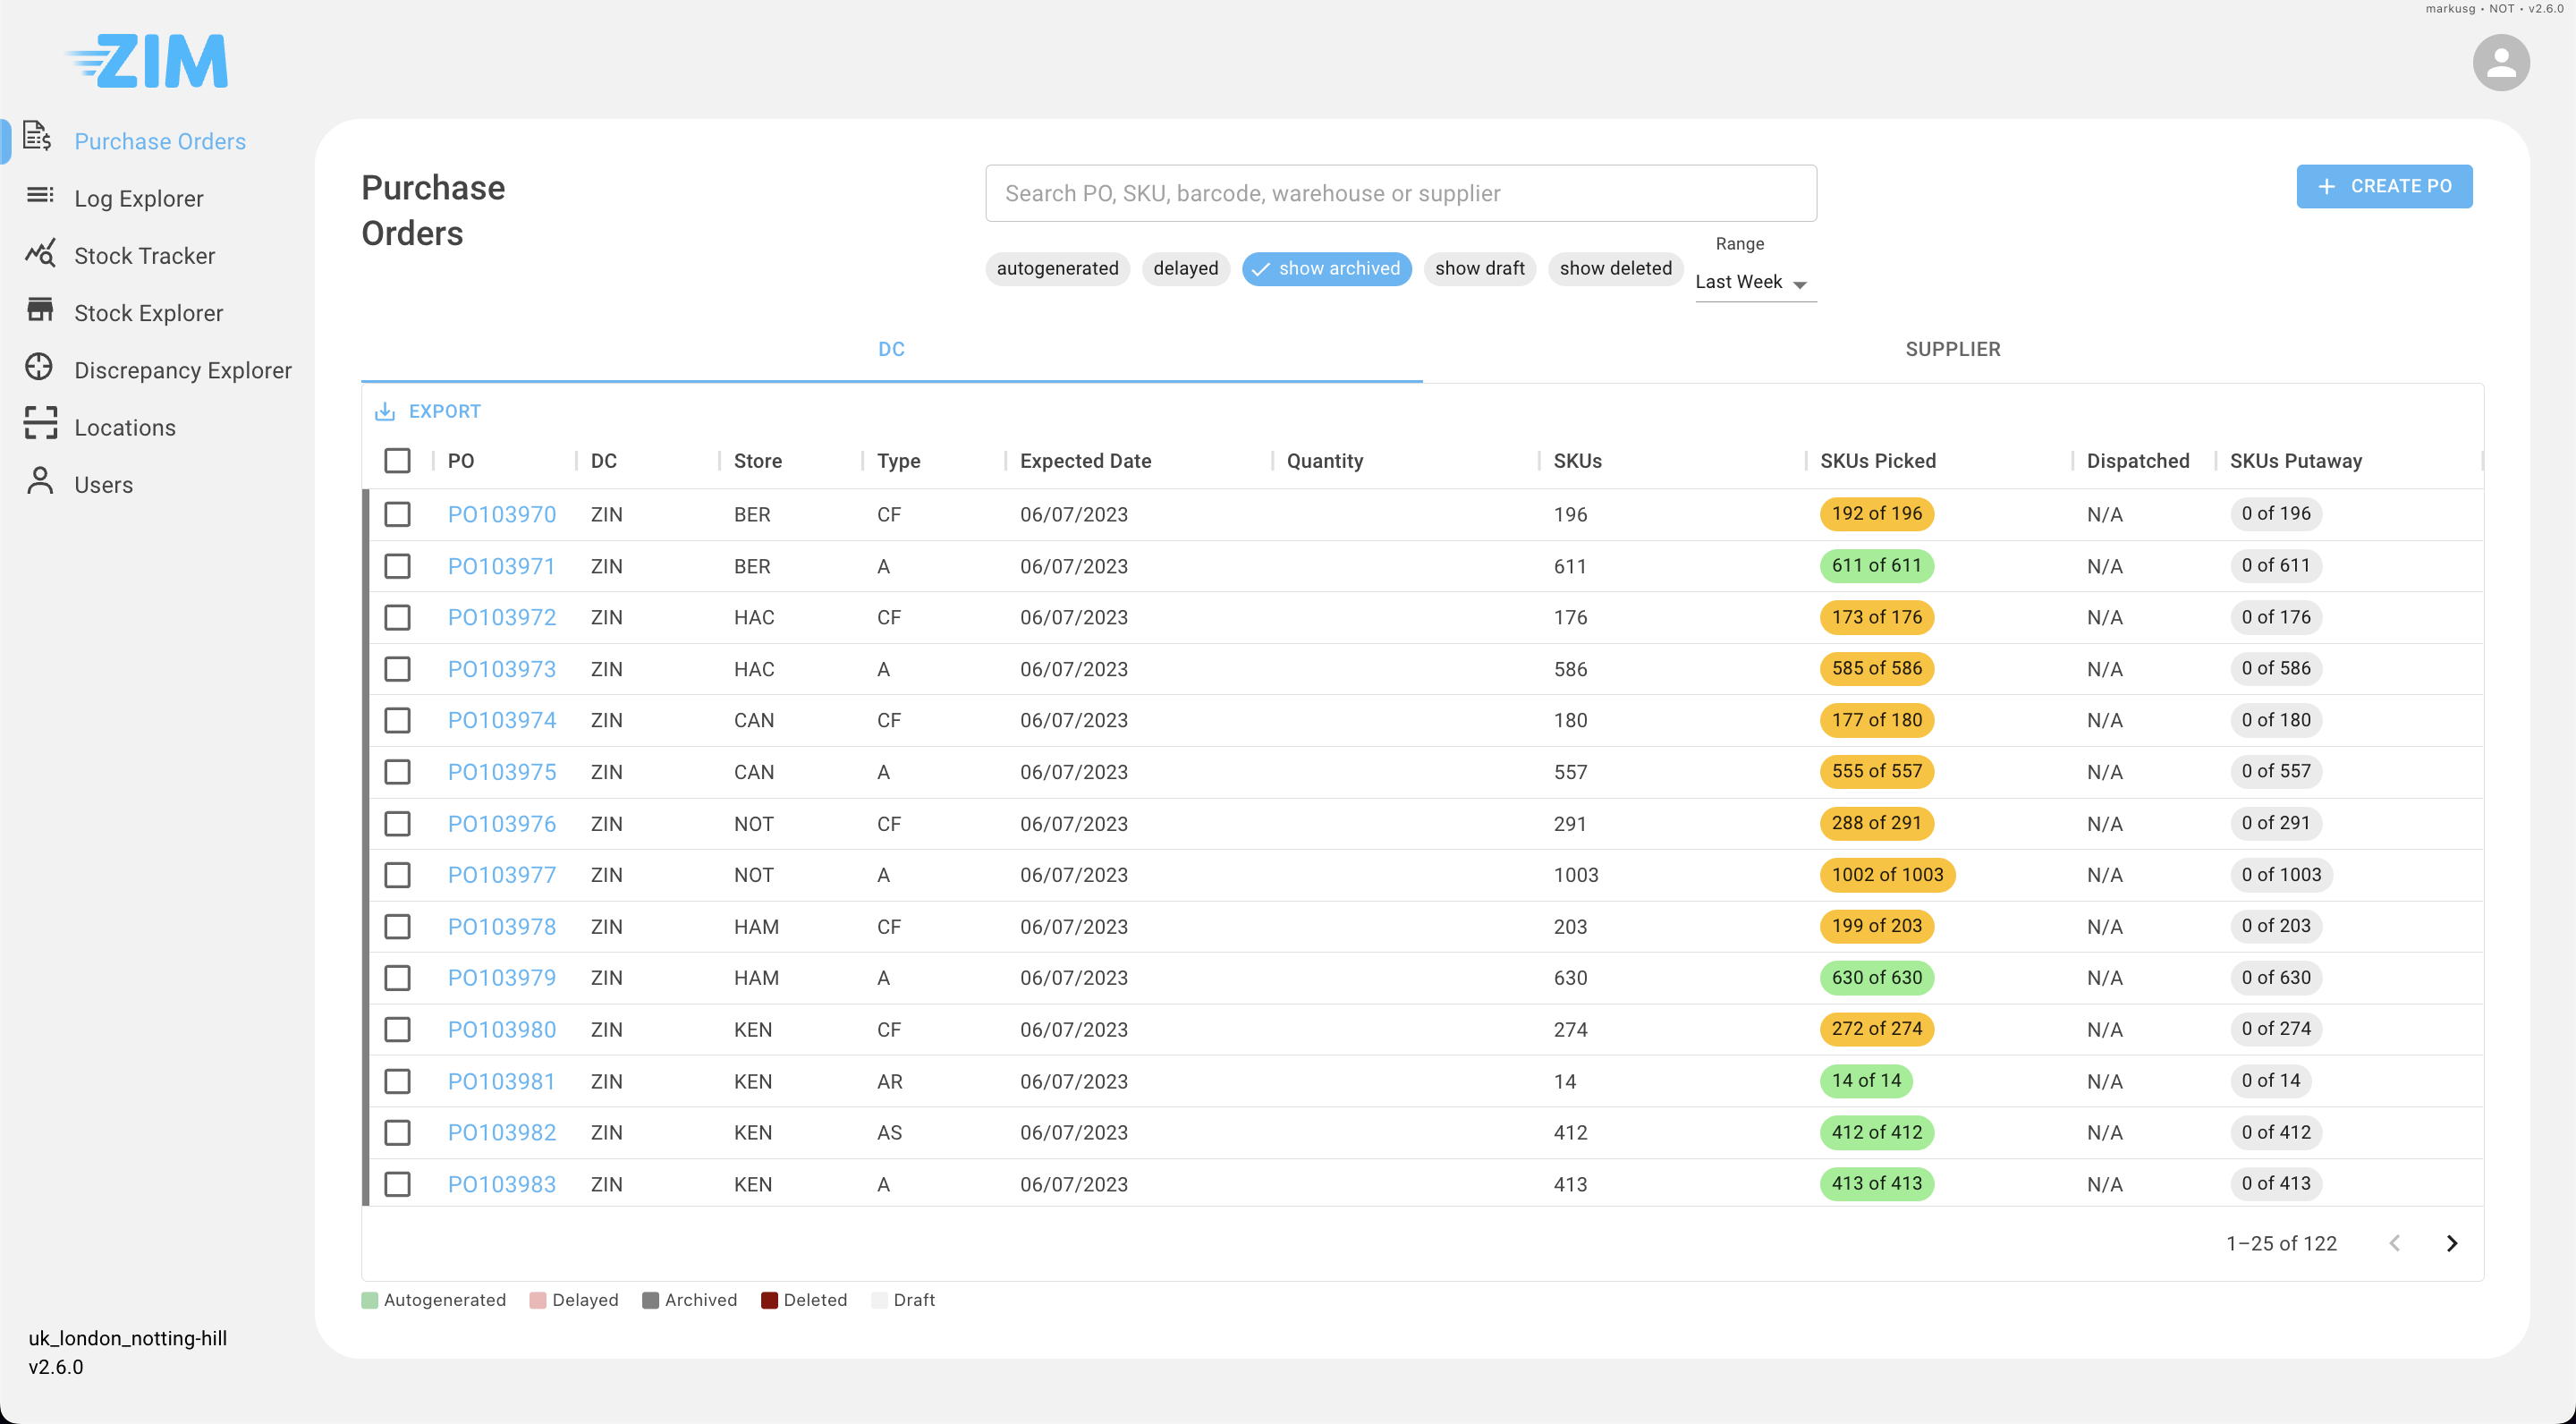 markusg • NOT • v2.6.0
ZIM
Purchase Orders
Log Explorer
Stock Tracker
Stock Explorer
Discrepancy Explorer
Locations
Users
uk_london_notting-hill
v2.6.0
Purchase
Orders
Search PO, SKU, barcode, warehouse or supplier
CREATE PO
autogenerated delayed show archived show draft show deleted
Range
Last Week
DC SUPPLIER
EXPORT
PO DC Store Type Expected Date Quantity SKUs SKUs Picked Dispatched SKUs Putaway
PO103970 ZIN BER CF 06/07/2023 196 192 of 196 N/A 0 of 196
PO103971 ZIN BER A 06/07/2023 611 611 of 611 N/A 0 of 611
PO103972 ZIN HAC CF 06/07/2023 176 173 of 176 N/A 0 of 176
PO103973 ZIN HAC A 06/07/2023 586 585 of 586 N/A 0 of 586
PO103974 ZIN CAN CF 06/07/2023 180 177 of 180 N/A 0 of 180
PO103975 ZIN CAN A 06/07/2023 557 555 of 557 N/A 0 of 557
PO103976 ZIN NOT CF 06/07/2023 291 288 of 291 N/A 0 of 291
PO103977 ZIN NOT A 06/07/2023 1003 1002 of 1003 N/A 0 of 1003
PO103978 ZIN HAM CF 06/07/2023 203 199 of 203 N/A 0 of 203
PO103979 ZIN HAM A 06/07/2023 630 630 of 630 N/A 0 of 630
PO103980 ZIN KEN CF 06/07/2023 274 272 of 274 N/A 0 of 274
PO103981 ZIN KEN AR 06/07/2023 14 14 of 14 N/A 0 of 14
PO103982 ZIN KEN AS 06/07/2023 412 412 of 412 N/A 0 of 412
PO103983 ZIN KEN A 06/07/2023 413 413 of 413 N/A 0 of 413
1–25 of 122
Autogenerated Delayed Archived Deleted Draft